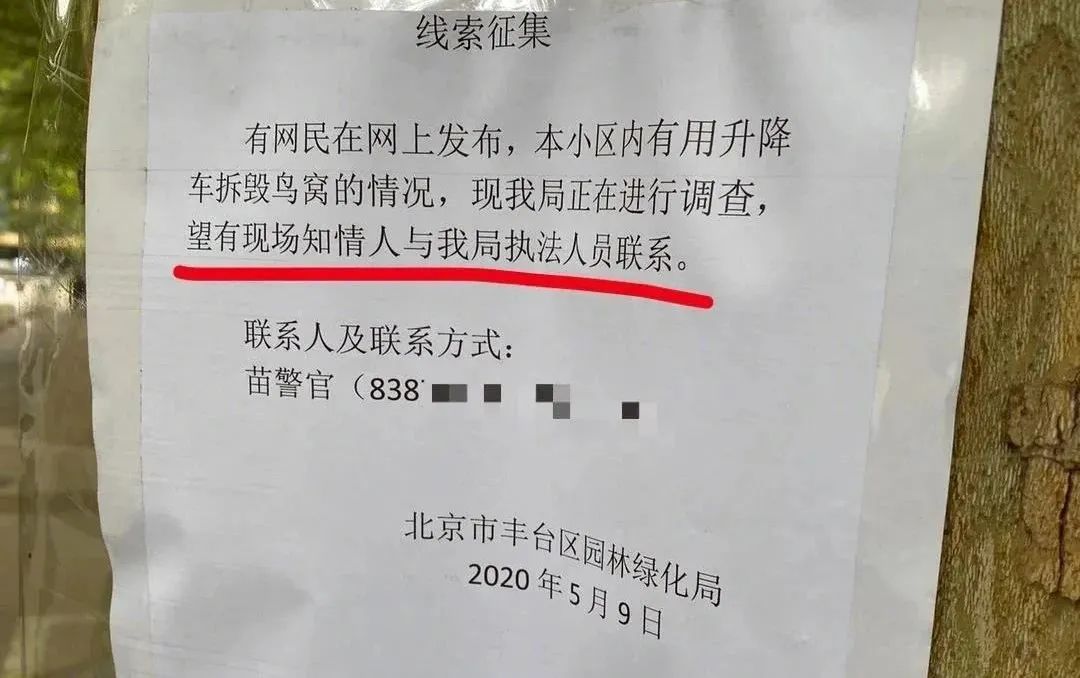 线索征集
有网民在网上发布，本小区内有用升降
车拆毁鸟窝的情况，现我局正在进行调查，
望有现场知情人与我局执法人员联系。
联系人及联系方式：
苗警官（838
北京市丰台区园林绿化局
2020年5月9日